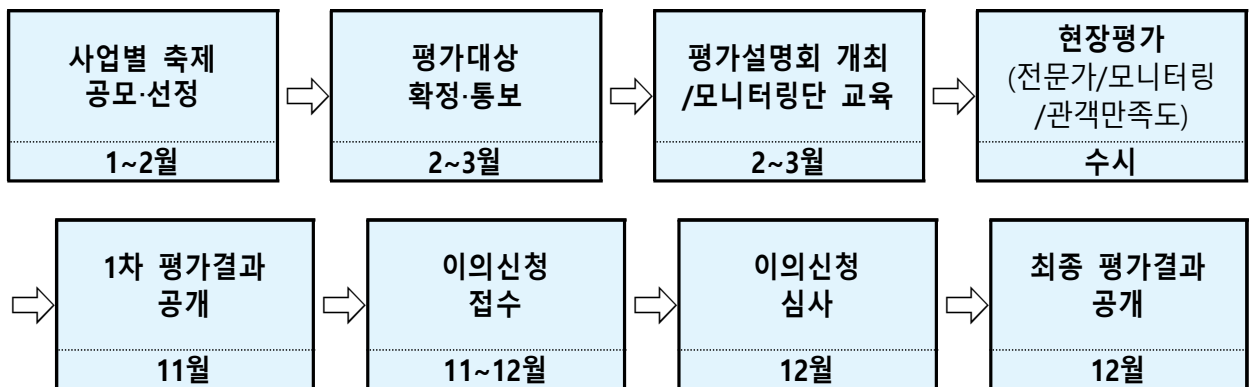 사업별 축제
공모·선정
1~2월
평가대상
확정·통보
2~3월
평가설명회 개최
/모니터링단 교육
2~3월
현장평가
(전문가/모니터링
/관객만족도)
수시
1차 평가결과
공개
11월
이의신청
접수
11~12월
이의신청
심사
12월
최종 평가결과
공개
12월